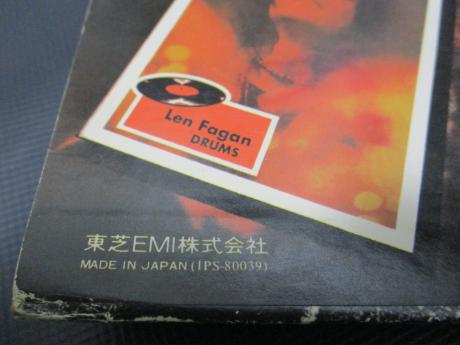 Len Fagan
DRUMS
東芝EMI株式会社
MADE IN JAPAN (IPS-80039)